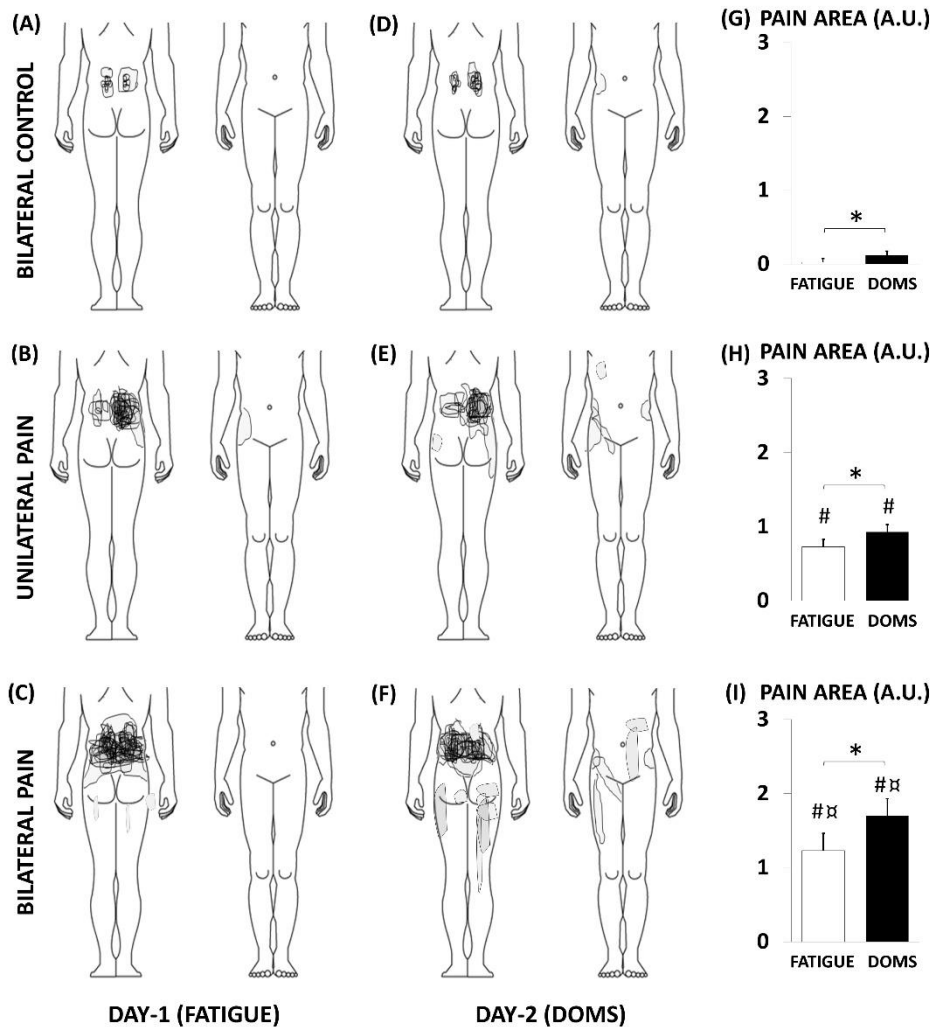 (A)
(D)
(G) PAIN AREA (A.U.)
BILATERAL CONTROL
3
2
1
0
*
FATIGUE DOMS
(B)
(E)
(H) PAIN AREA (A.U.)
UNILATERAL PAIN
3
2
1
0
*
# #
FATIGUE DOMS
(C)
(F)
(I) PAIN AREA (A.U.)
BILATERAL PAIN
3
2
1
0
*
#¤ #¤
FATIGUE DOMS
DAY-1 (FATIGUE)
DAY-2 (DOMS)